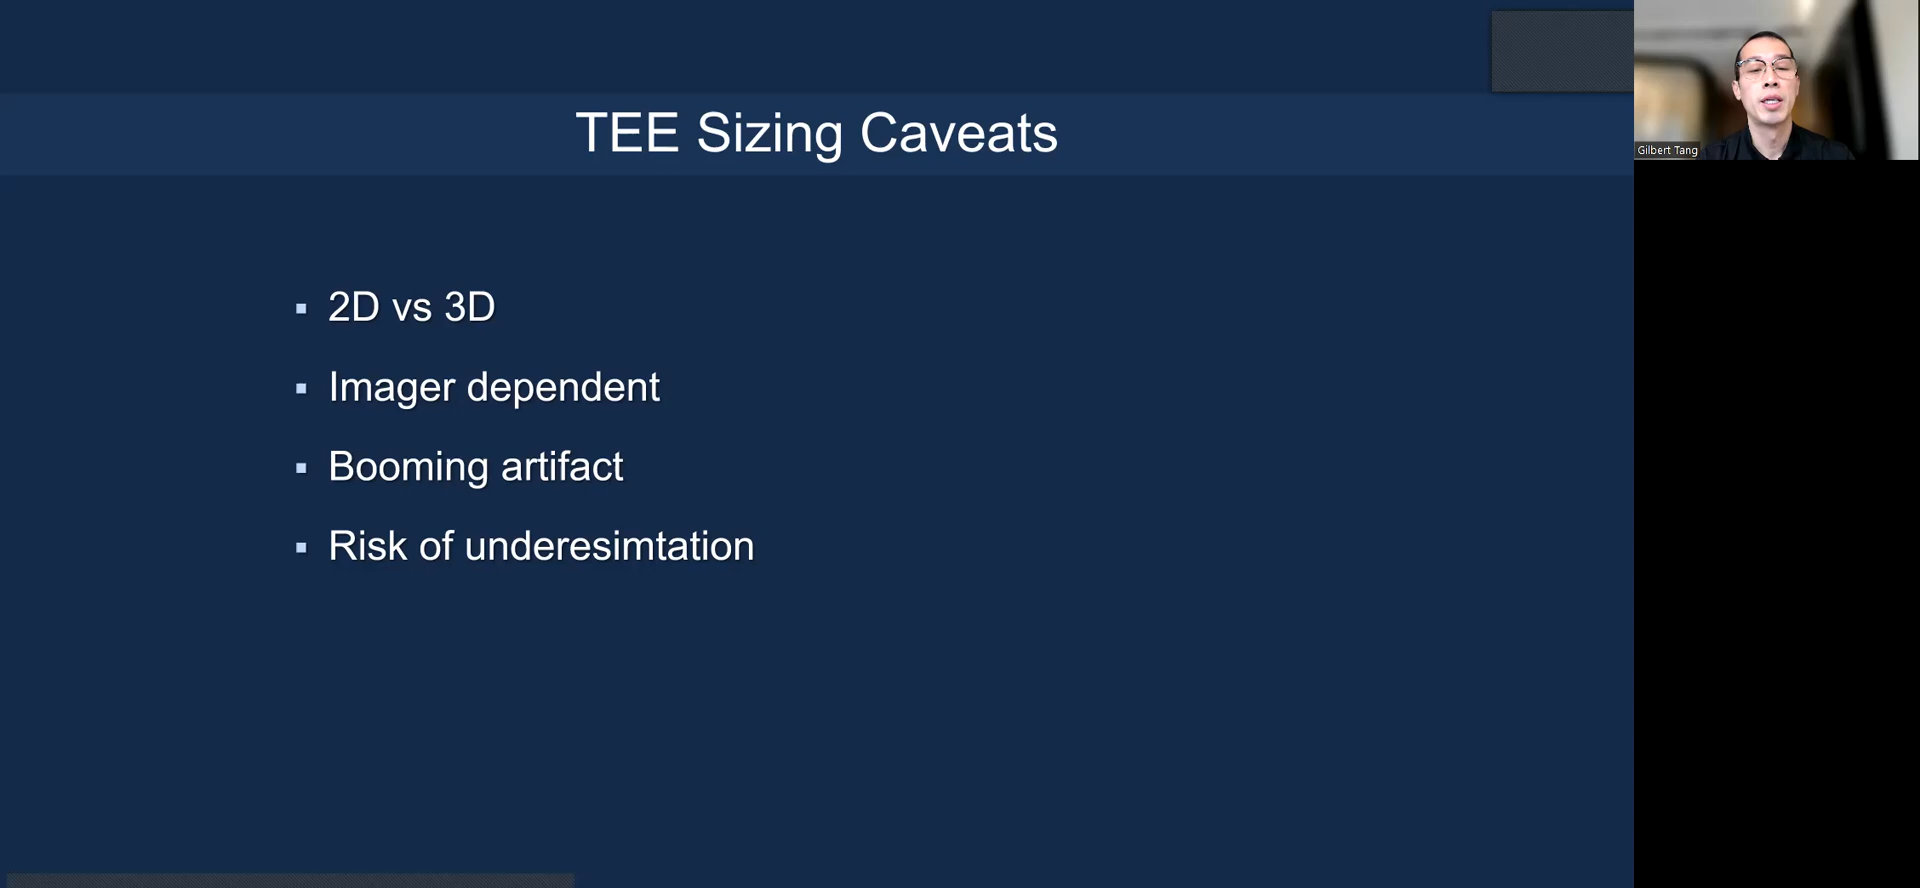 TEE Sizing Caveats
2D vs 3D
Imager dependent
Booming artifact
Risk of underesimtation
Gilbert Tang